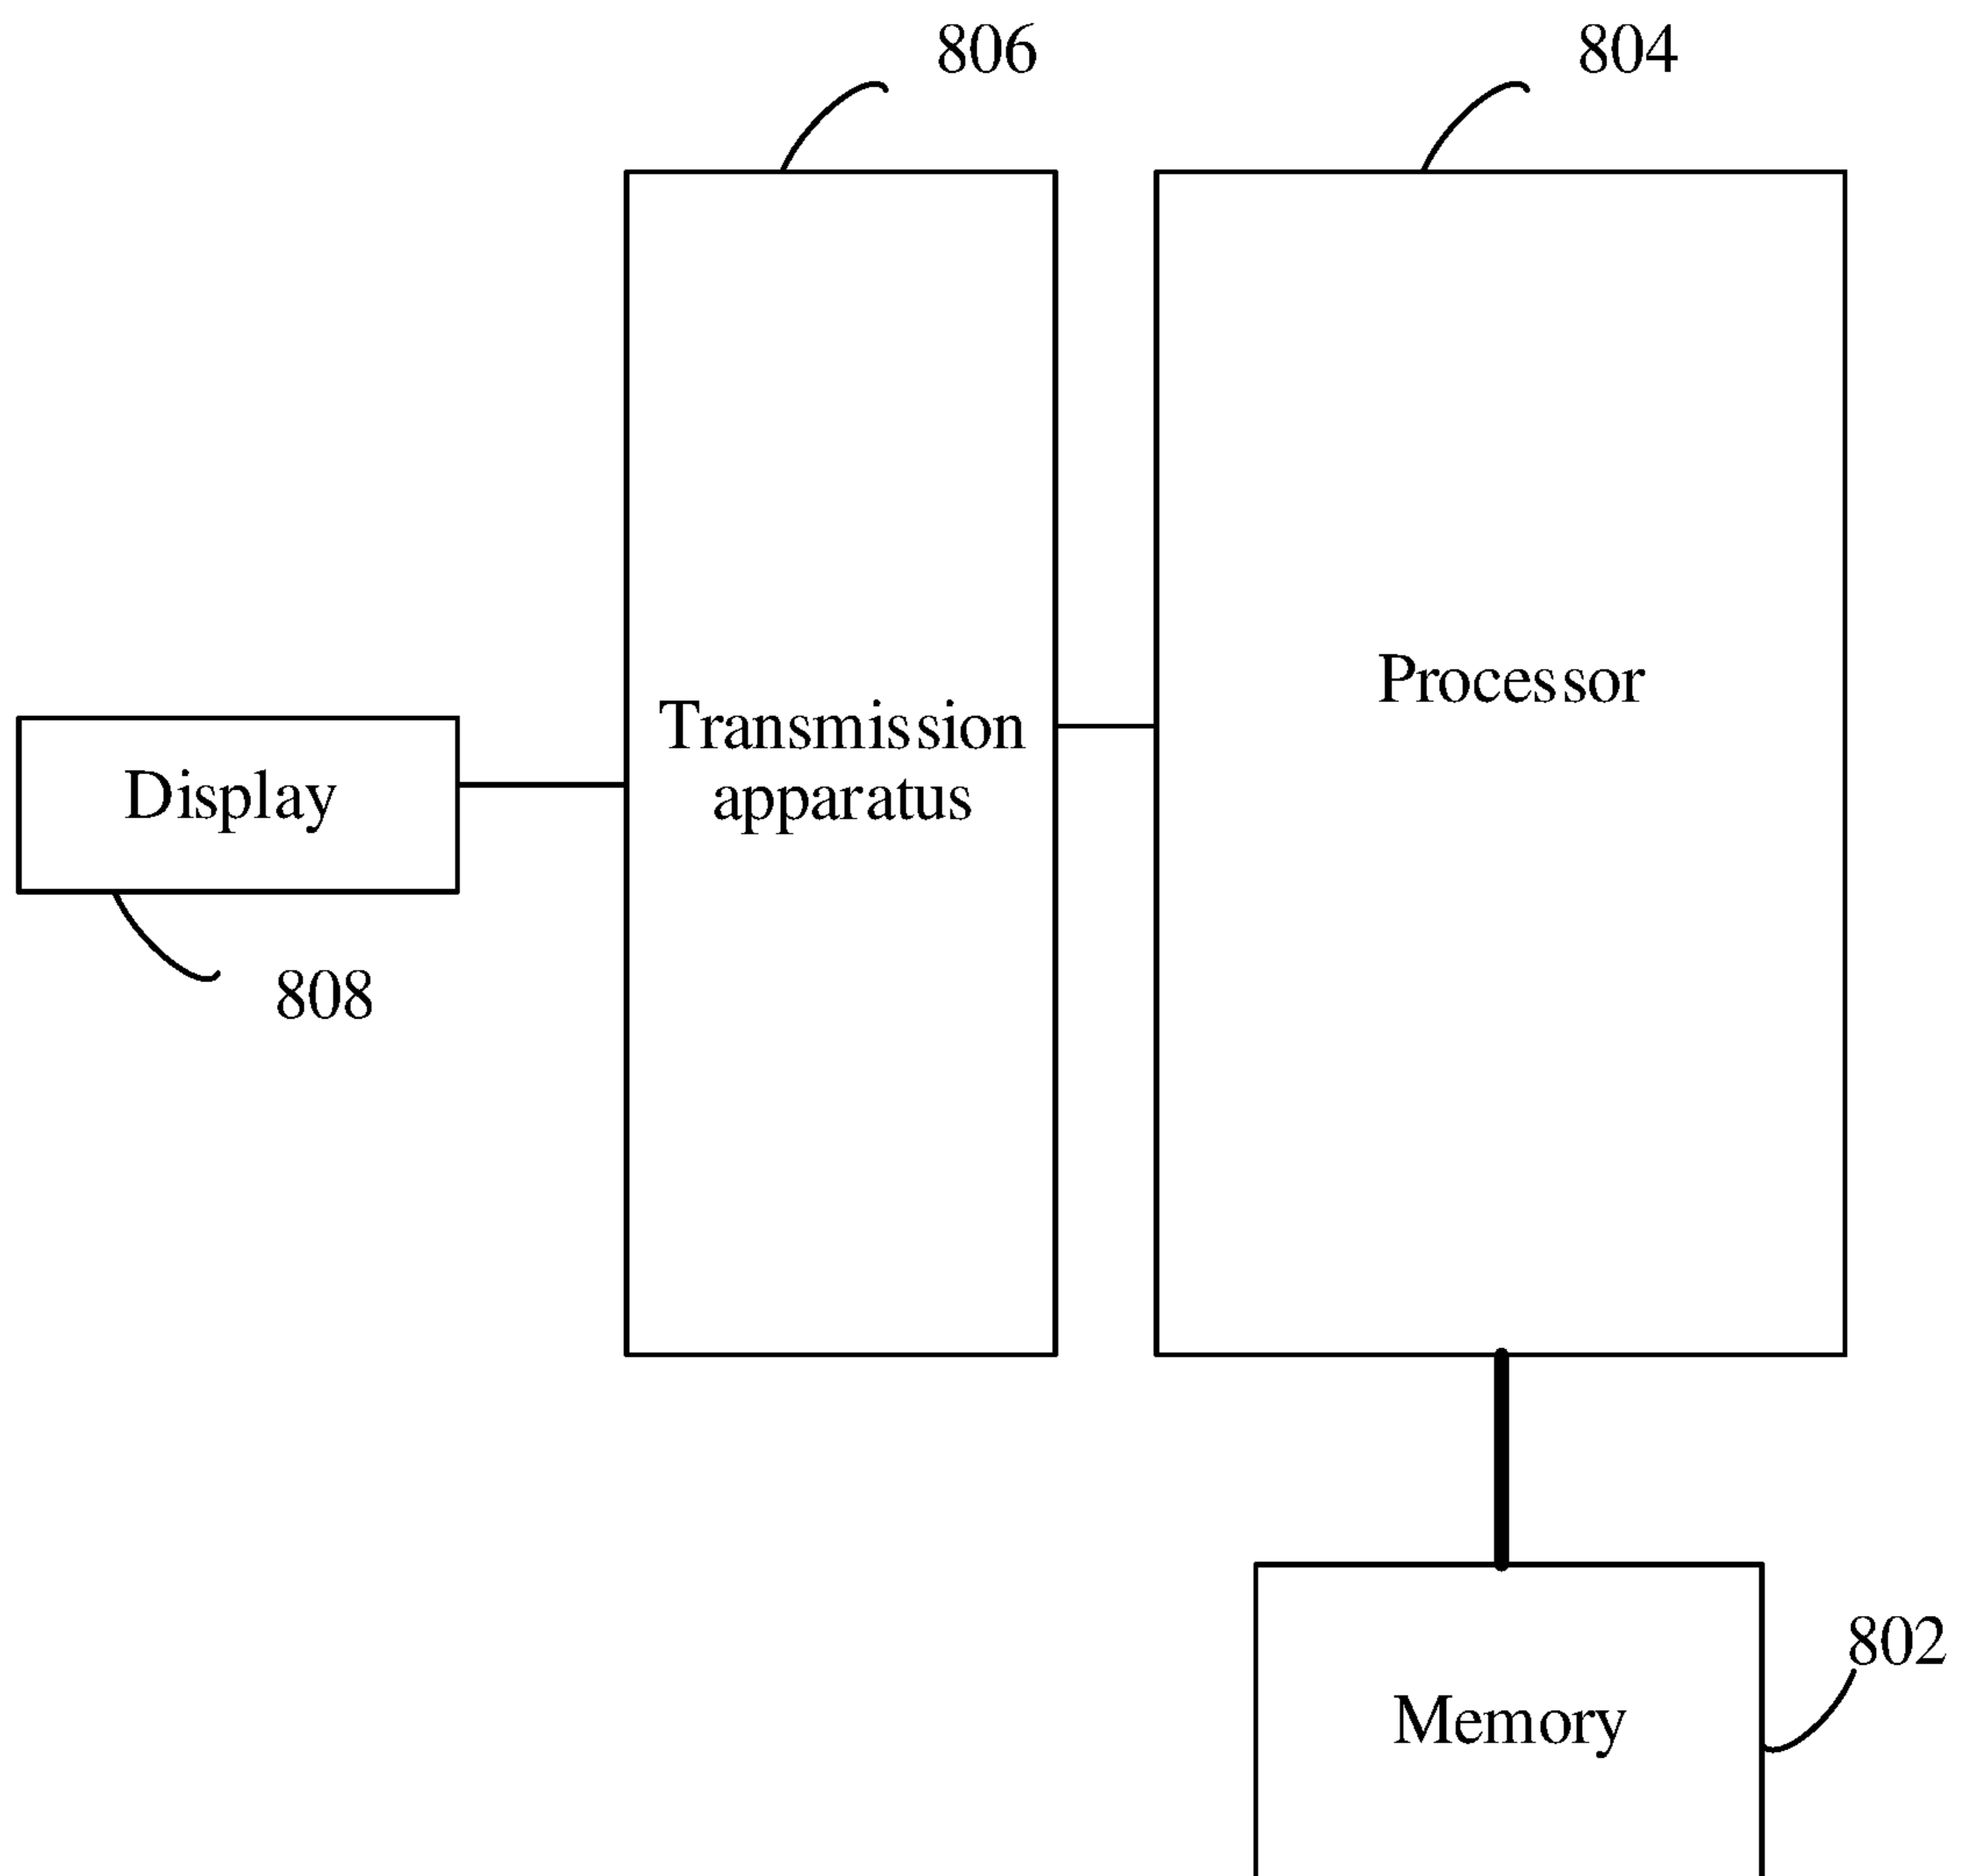 806
804
Processor
Transmission
apparatus
Display
808
802
Memory